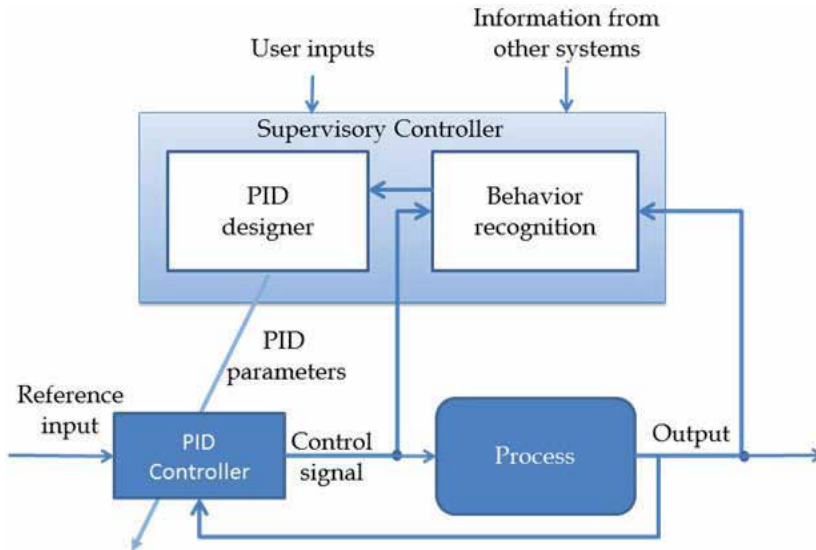 User inputs
Information from
other systems
Supervisory Controller
PID
designer
Behavior
recognition
PID
parameters
Reference
input
PID
Controller
Control
signal
Process
Output